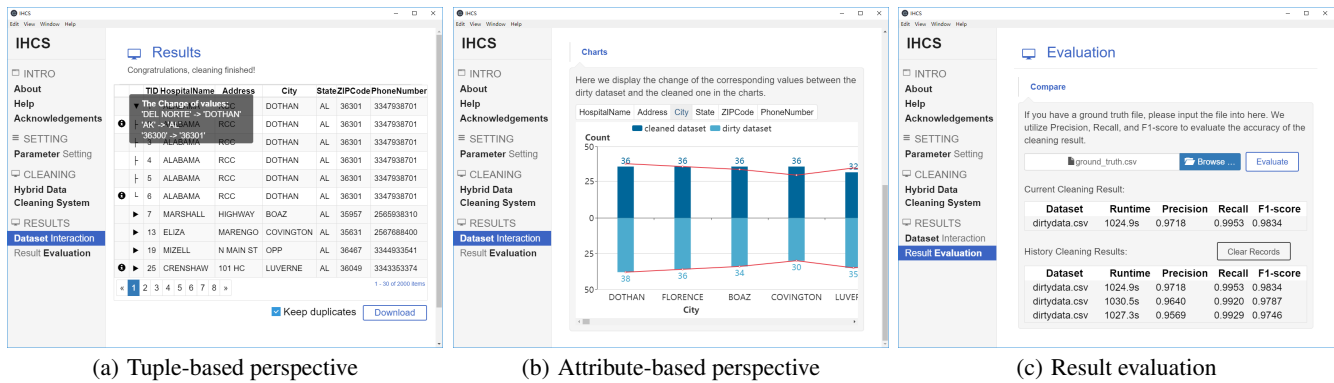 IHCS
Edit View Window Help
IHCS
INTRO
About
Help
Acknowledgements
SETTING
Parameter Setting
CLEANING
Hybrid Data
Cleaning System
RESULTS
Dataset Interaction
Result Evaluation
Results
Congratrulations, cleaning finished!
TID HospitalName Address City State ZIPCode PhoneNumber
The Change of values:
'DEL NORTE' -> 'DOTHAN'
'AK' -> 'AL'
'36300' -> '36301'
DOTHAN AL 36301 3347938701
RCC DOTHAN AL 36301 3347938701
3 ALABAMA RCC DOTHAN AL 36301 3347938701
4 ALABAMA RCC DOTHAN AL 36301 3347938701
5 ALABAMA RCC DOTHAN AL 36301 3347938701
6 ALABAMA RCC DOTHAN AL 36301 3347938701
7 MARSHALL HIGHWAY BOAZ AL 35957 2565938310
13 ELIZA MARENGO COVINGTON AL 35631 2567688400
19 MIZELL N MAIN ST OPP AL 36467 3344933541
25 CRENSHAW 101 HC LUVERNE AL 36049 3343353374
« 1 2 3 4 5 6 7 8 » 1 - 30 of 2000 items
Keep duplicates Download
(a) Tuple-based perspective
IHCS
Edit View Window Help
IHCS
INTRO
About
Help
Acknowledgements
SETTING
Parameter Setting
CLEANING
Hybrid Data
Cleaning System
RESULTS
Dataset Interaction
Result Evaluation
Charts
Here we display the change of the corresponding values between the
dirty dataset and the cleaned one in the charts.
HospitalName Address City State ZIPCode PhoneNumber
cleaned dataset dirty dataset
Count
50
36 36 36 36 32
25
0
25
38 36 34 30 35
50
DOTHAN FLORENCE BOAZ COVINGTON LUVER
City
(b) Attribute-based perspective
IHCS
Edit View Window Help
IHCS
INTRO
About
Help
Acknowledgements
SETTING
Parameter Setting
CLEANING
Hybrid Data
Cleaning System
RESULTS
Dataset Interaction
Result Evaluation
Evaluation
Compare
If you have a ground truth file, please input the file into here. We
utilize Precision, Recall, and F1-score to evaluate the accuracy of the
cleaning result.
ground_truth.csv Browse ... Evaluate
Current Cleaning Result:
Dataset Runtime Precision Recall F1-score
dirtydata.csv 1024.9s 0.9718 0.9953 0.9834
History Cleaning Results: Clear Records
Dataset Runtime Precision Recall F1-score
dirtydata.csv 1024.9s 0.9718 0.9953 0.9834
dirtydata.csv 1030.5s 0.9640 0.9920 0.9787
dirtydata.csv 1027.3s 0.9569 0.9929 0.9746
(c) Result evaluation